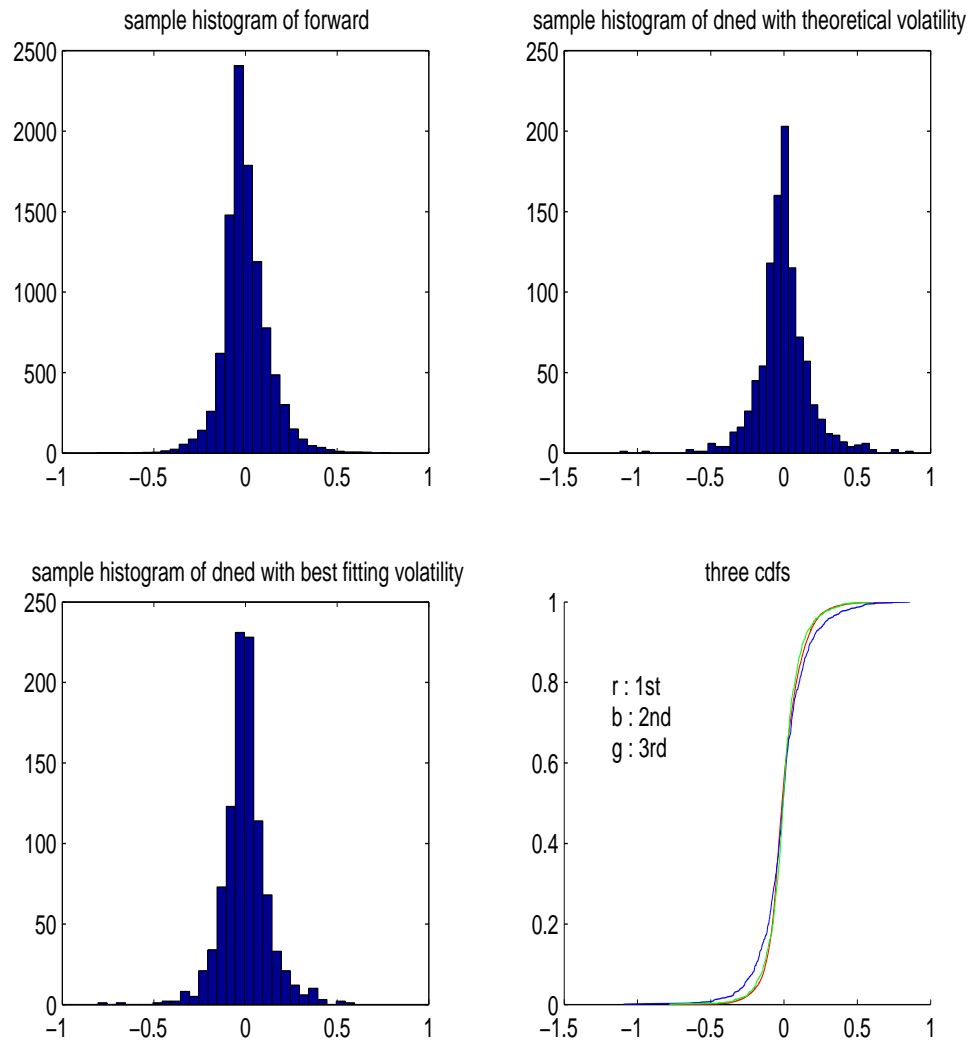 sample histogram of forward
2500
2000
1500
1000
500
0
−1 −0.5 0 0.5 1
sample histogram of dned with theoretical volatility
250
200
150
100
50
0
−1.5 −1 −0.5 0 0.5 1
sample histogram of dned with best fitting volatility
250
200
150
100
50
0
−1 −0.5 0 0.5 1
three cdfs
1
0.8
0.6
0.4
0.2
0
r : 1st
b : 2nd
g : 3rd
−1.5 −1 −0.5 0 0.5 1